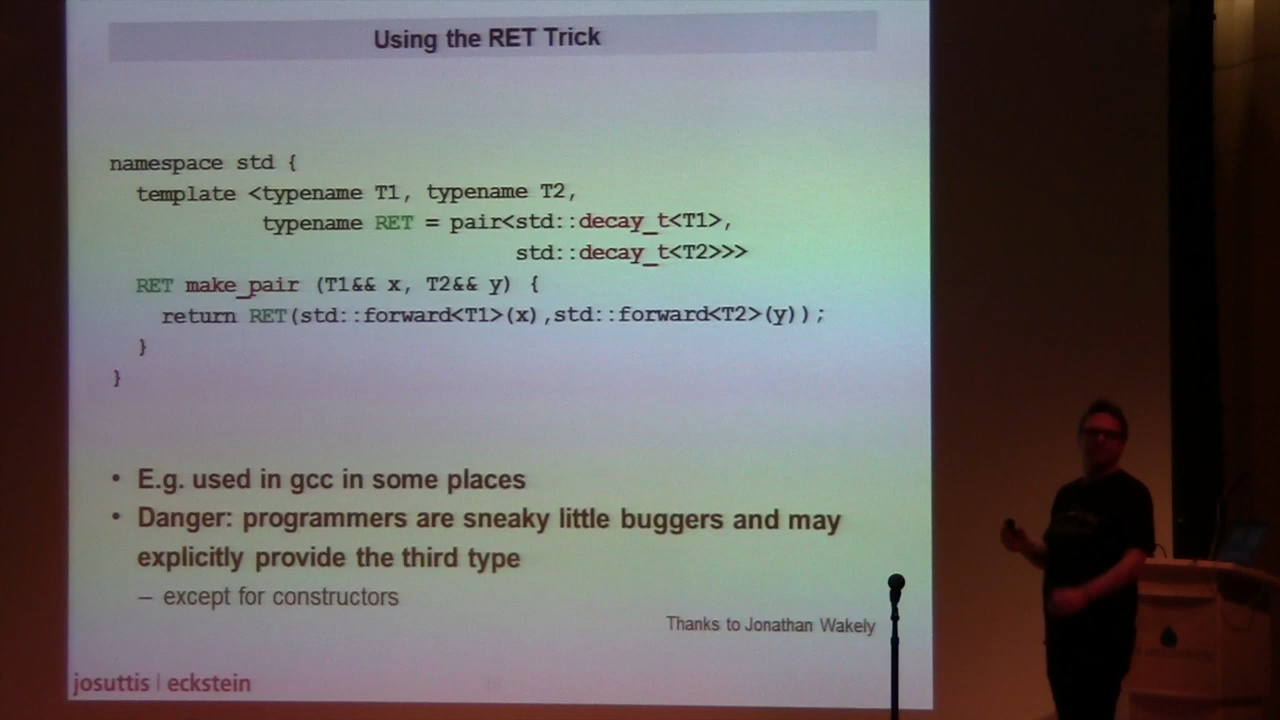 Using the RET Trick
namespace std {
template <typename T1, typename T2,
typename RET = pair<std::decay_t<T1>,
std::decay_t<T2>>>
RET make_pair (T1&& x, T2&& y) {
return RET(std::forward<T1>(x),std::forward<T2>(y));
}
}
• E.g. used in gcc in some places
• Danger: programmers are sneaky little buggers and may
explicitly provide the third type
– except for constructors
Thanks to Jonathan Wakely
josuttis | eckstein